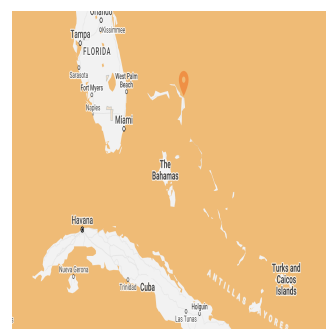 Orlando
Kissimmee
Tampa
FLORIDA
Sarasota
West Palm
Beach
Fort Myers
Naples
Miami
The
Bahamas
Havana
Nueva Gerona
Trinidad
Cuba
Holguin
Las Tunas
Turks and
Caicos
Islands
ANTILLAS
YORES